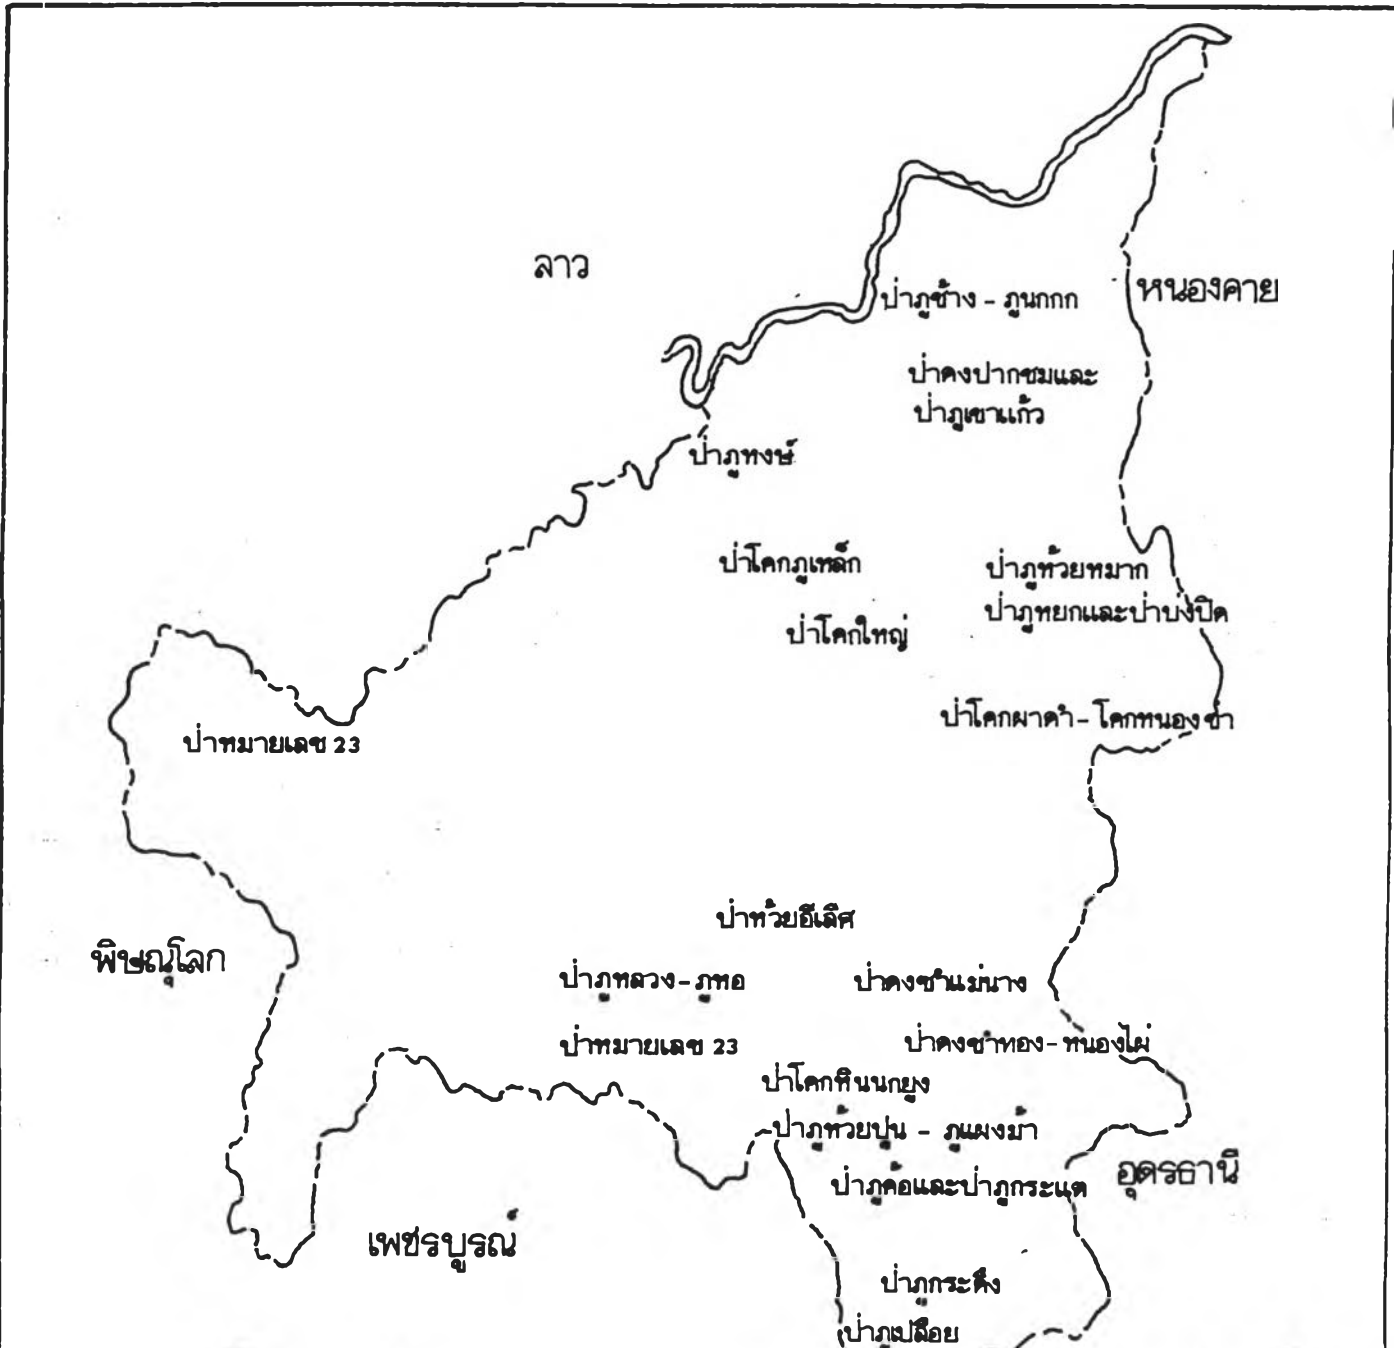 ลาว
ป่าภูช้าง - ภูนกกก
หนองคาย
ป่าดงปากชมและ
ป่าภูเขาแก้ว
ป่าภูหงษ์
ป่าโคกภูเหล็ก
ป่าภูห้วยหมาก
ป่าภูหยกและป่าบ่งปิด
ป่าโคกใหญ่
ป่าโคกผาดำ - โคกหนองข่า
ป่าหมายเลข 23
ป่าห้วยอีเลิศ
พิษณุโลก
ป่าภูหลวง - ภูหอ
ป่าดงซำแม่นาง
ป่าหมายเลข 23
ป่าดงซำทอง - หนองไผ่
ป่าโคกหินนกยูง
ป่าภูห้วยปูน - ภูแผงม้า
ป่าภูค้อและป่าภูกระแต
อุดรธานี
เพชรบูรณ์
ป่าภูกระดึง
ป่าภูเปลือย